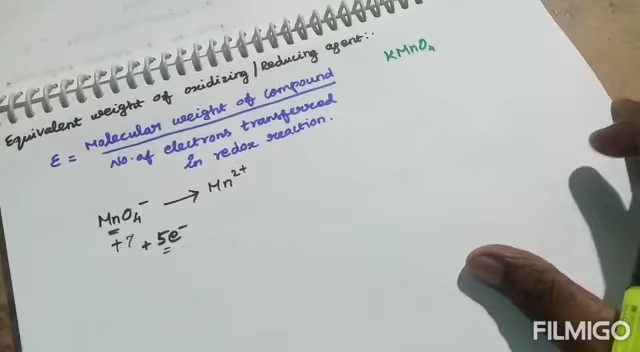 Equivalent weight of oxidizing/Reducing agent:-
KMnO₄
E = Molecular weight of compound
No. of electrons transferred
in redox reaction.
MnO₄⁻ → Mn²⁺
+7 + 5e⁻
FILMIGO